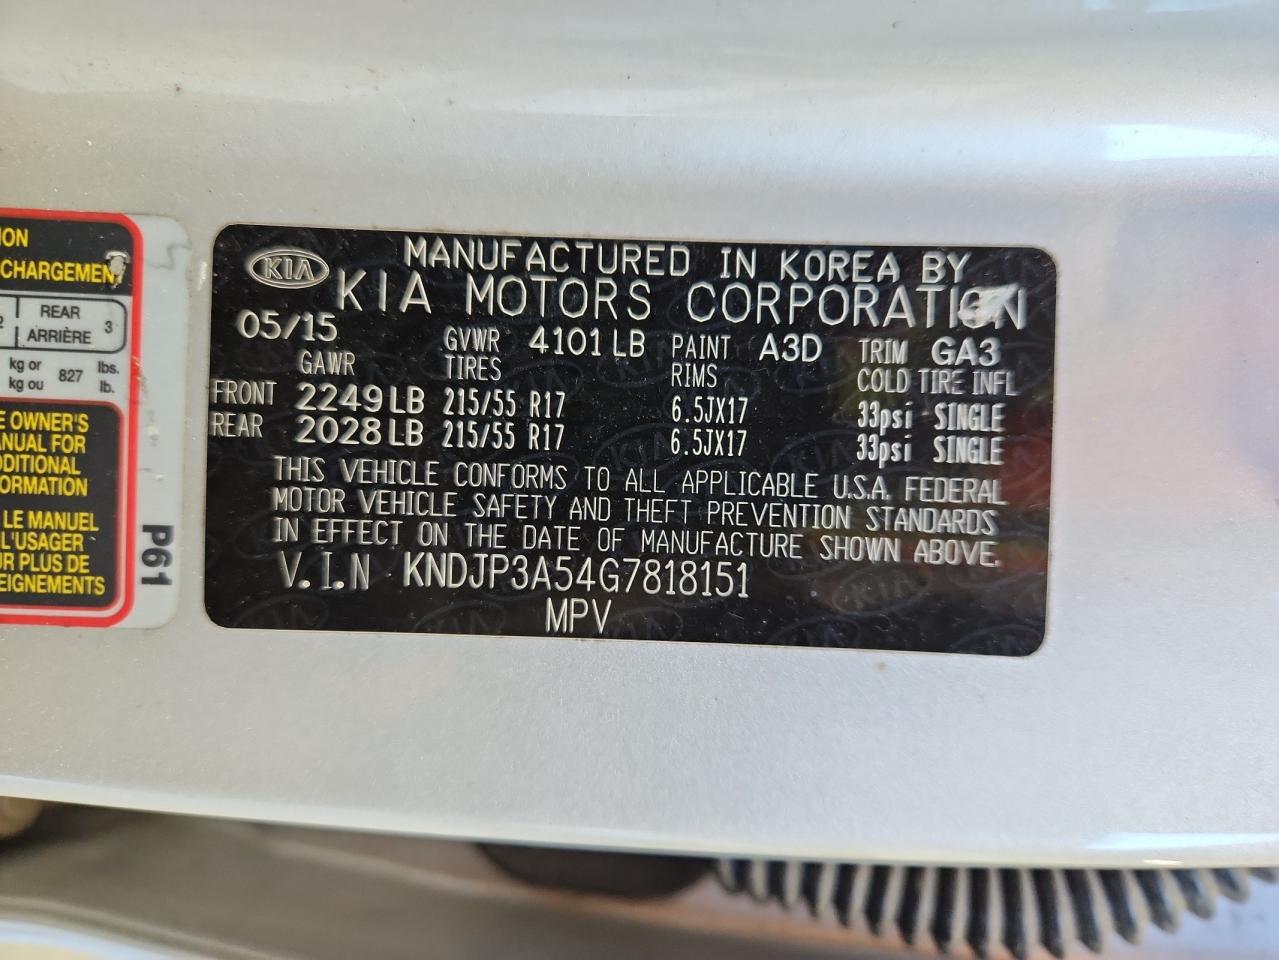 ION
CHARGEMENT
2 REAR 3
ARRIÈRE
kg or 827 lbs.
kg ou lb.
E OWNER'S
ANUAL FOR
DDITIONAL
ORMATION
LE MANUEL
L'USAGER
UR PLUS DE
EIGNEMENTS
P61
KIA
MANUFACTURED IN KOREA BY
KIA MOTORS CORPORATION
05/15 GVWR 4101 LB PAINT A3D TRIM GA3
GAWR TIRES RIMS COLD TIRE INFL
FRONT 2249 LB 215/55 R17 6.5JX17 33psi SINGLE
REAR 2028 LB 215/55 R17 6.5JX17 33psi SINGLE
THIS VEHICLE CONFORMS TO ALL APPLICABLE U.S.A. FEDERAL
MOTOR VEHICLE SAFETY AND THEFT PREVENTION STANDARDS
IN EFFECT ON THE DATE OF MANUFACTURE SHOWN ABOVE.
V.I.N KNDJP3A54G7818151
MPV